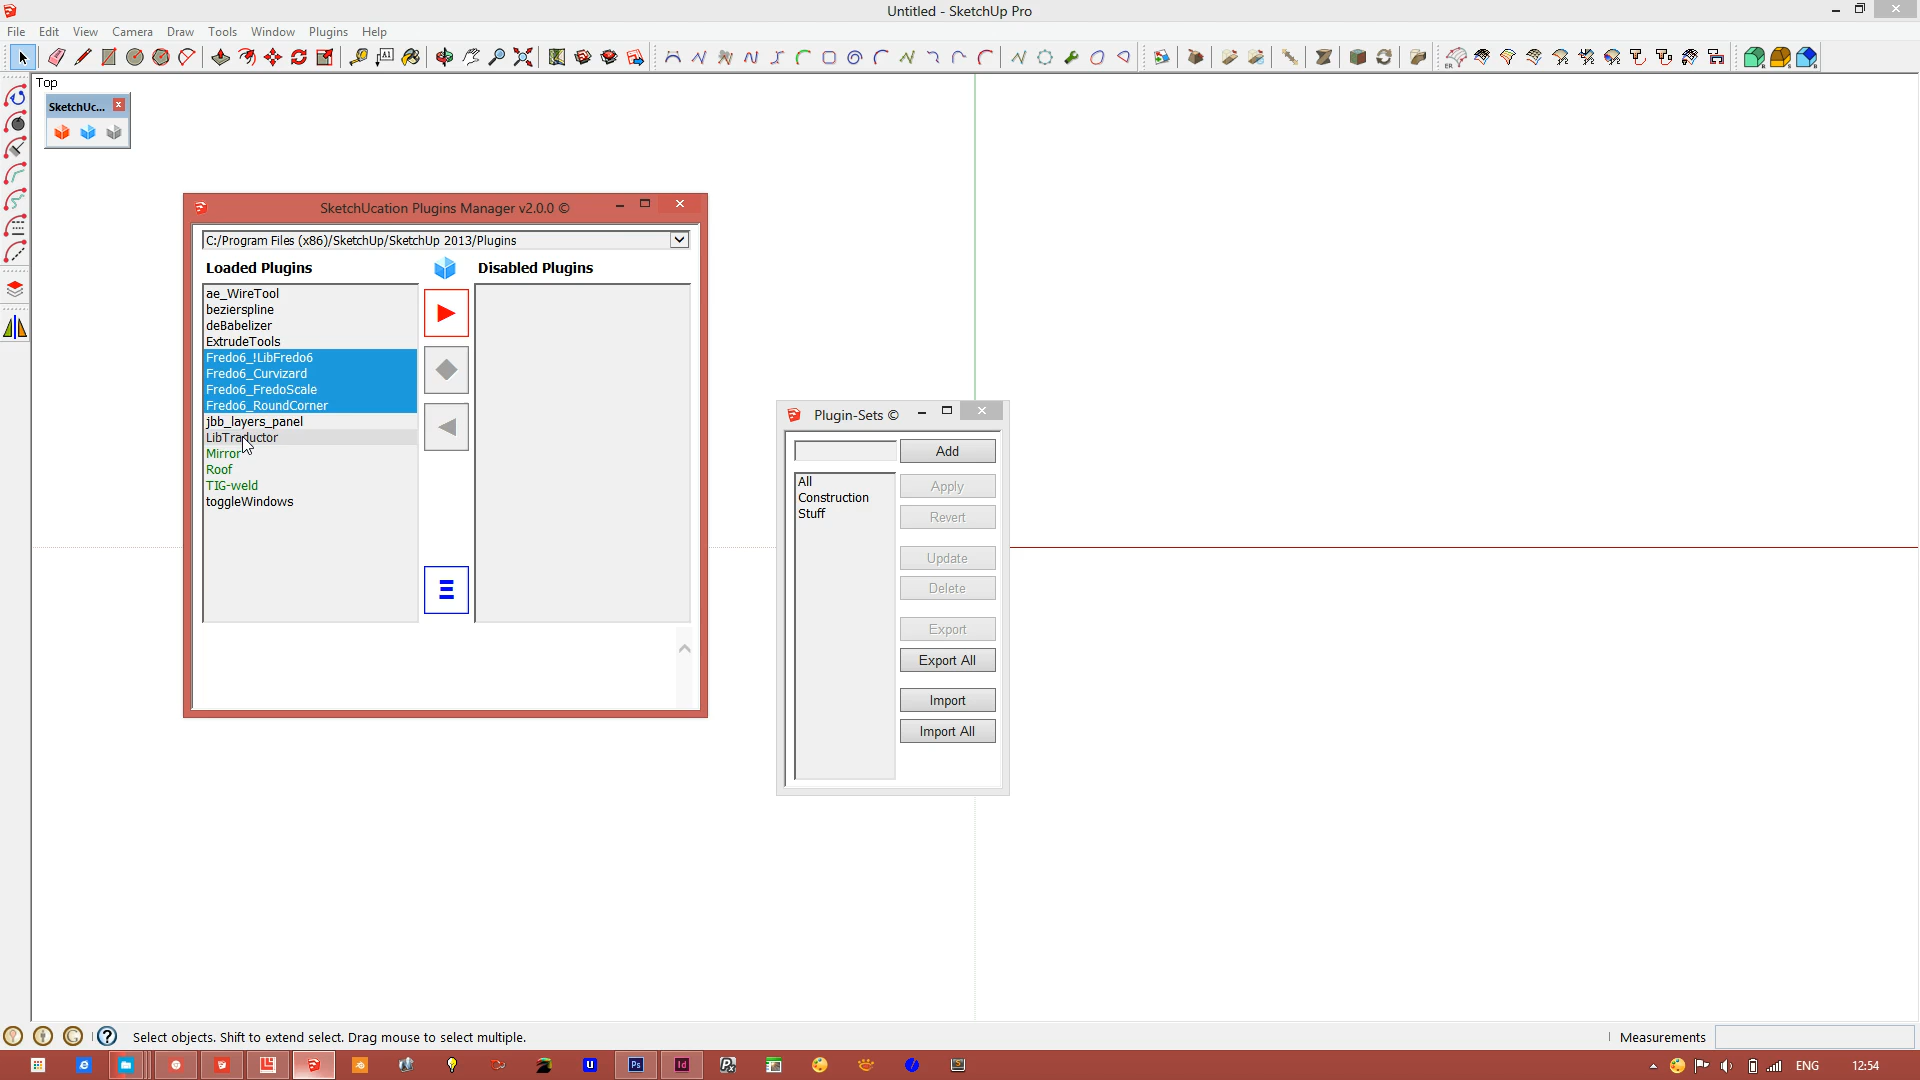 Untitled - SketchUp Pro
File Edit View Camera Draw Tools Window Plugins Help
Top
SketchUc...
SketchUcation Plugins Manager v2.0.0 ©
C:/Program Files (x86)/SketchUp/SketchUp 2013/Plugins
Loaded Plugins
Disabled Plugins
ae_WireTool
bezierspline
deBabelizer
ExtrudeTools
Fredo6_!LibFredo6
Fredo6_Curvizard
Fredo6_FredoScale
Fredo6_RoundCorner
jbb_layers_panel
LibTraductor
Mirror
Roof
TIG-weld
toggleWindows
Plugin-Sets ©
Add
All
Construction
Stuff
Apply
Revert
Update
Delete
Export
Export All
Import
Import All
Select objects. Shift to extend select. Drag mouse to select multiple.
Measurements
ENG
12:54